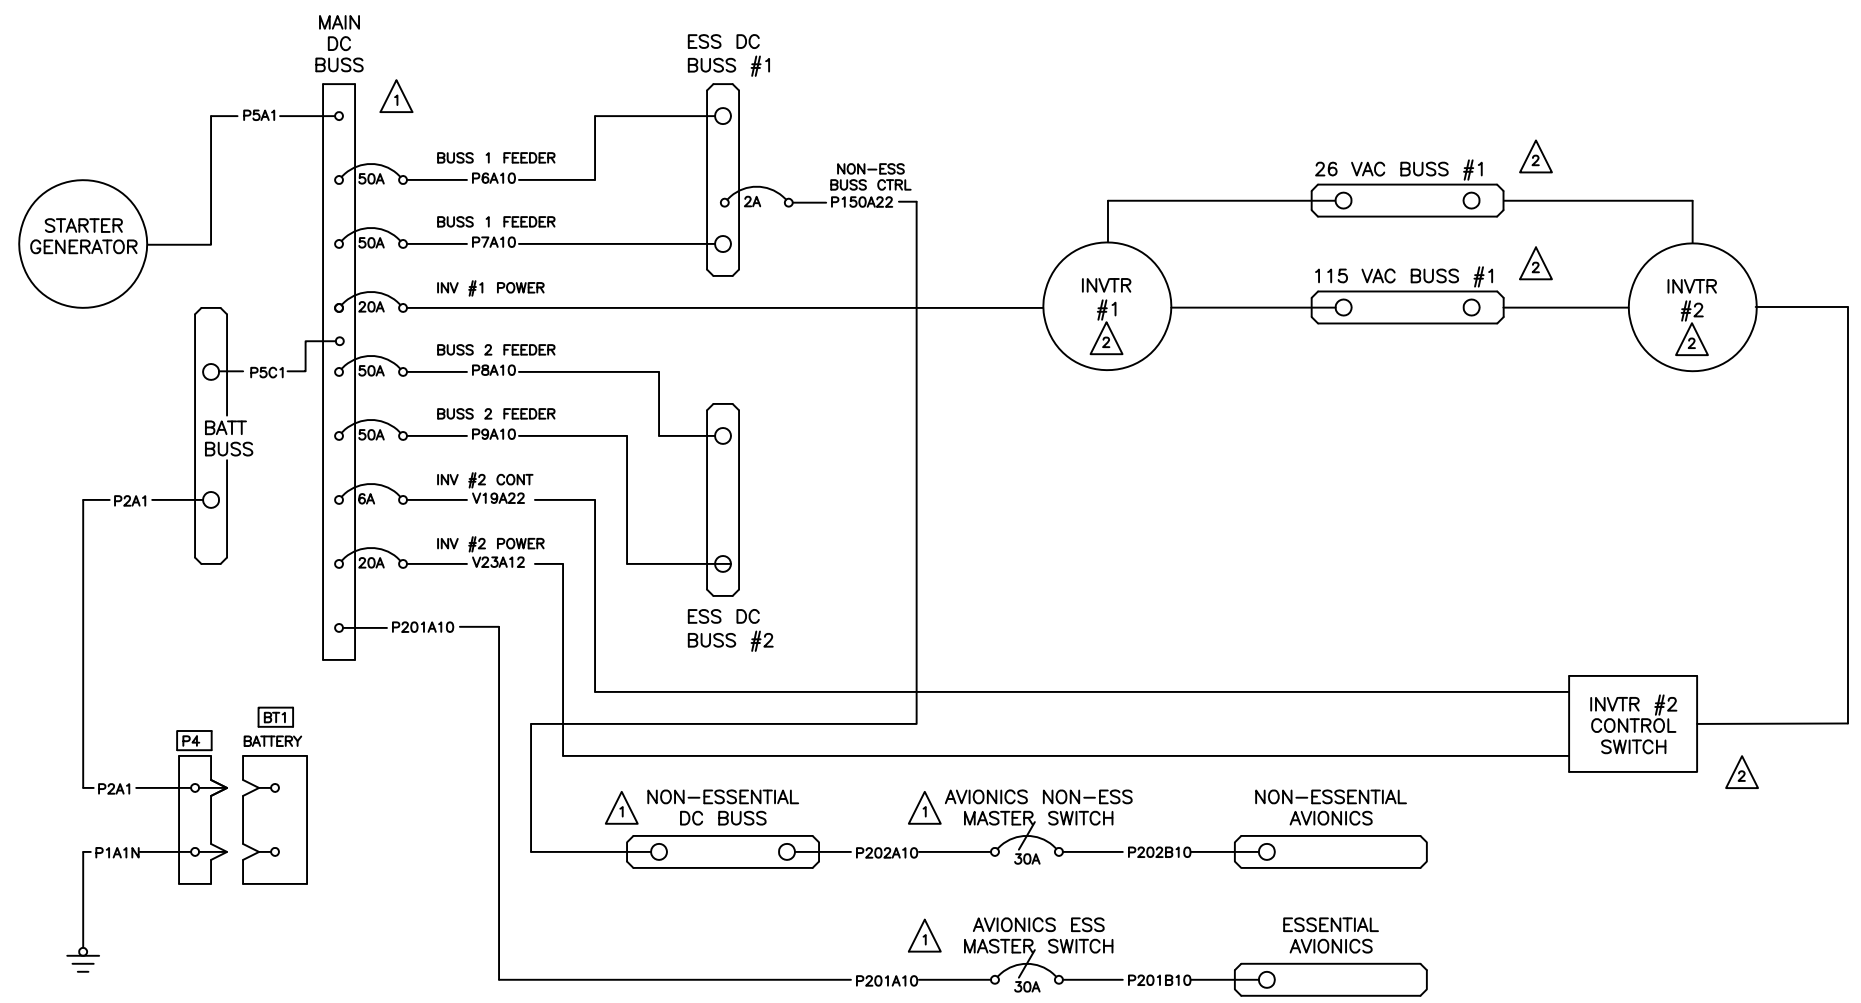 MAIN
DC
BUSS
1
P5A1
STARTER
GENERATOR
ESS DC
BUSS #1
BUSS 1 FEEDER
50A
P6A10
BUSS 1 FEEDER
50A
P7A10
2A
NON-ESS
BUSS CTRL
P150A22
INV #1 POWER
20A
P5C1
BATT
BUSS
P2A1
BUSS 2 FEEDER
50A
P8A10
BUSS 2 FEEDER
50A
P9A10
INV #2 CONT
6A
V19A22
INV #2 POWER
20A
V23A12
P201A10
ESS DC
BUSS #2
26 VAC BUSS #1
2
115 VAC BUSS #1
2
INVTR
#1
2
INVTR
#2
2
INVTR #2
CONTROL
SWITCH
2
BT1
BATTERY
P4
P2A1
P1A1N
1
NON-ESSENTIAL
DC BUSS
P202A10
1
AVIONICS NON-ESS
MASTER SWITCH
30A
P202B10
NON-ESSENTIAL
AVIONICS
P201A10
1
AVIONICS ESS
MASTER SWITCH
30A
P201B10
ESSENTIAL
AVIONICS